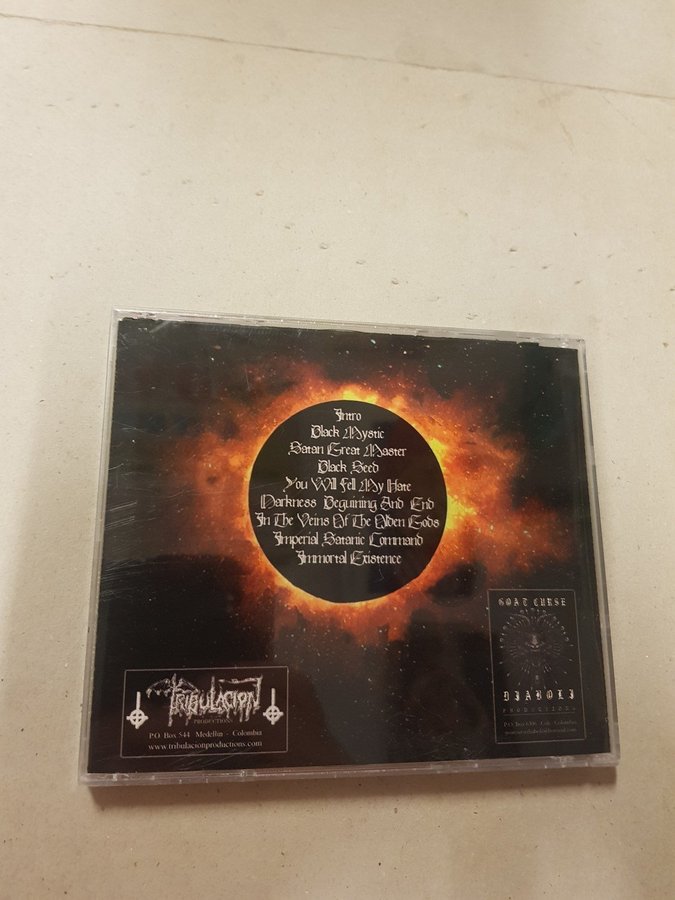 Intro
Black Mystic
Satan Great Master
Black Seed
You Will Fell My Hate
Darkness Beguining And End
In The Veins Of The Olden Gods
Imperial Satanic Command
Immortal Existence
GOAT CURSE
DIABOLI
PRODUCTIONS
TRIBULACION
PRODUCTIONS
P.O. Box 544 Medellin - Colombia
www.tribulacionproductions.com